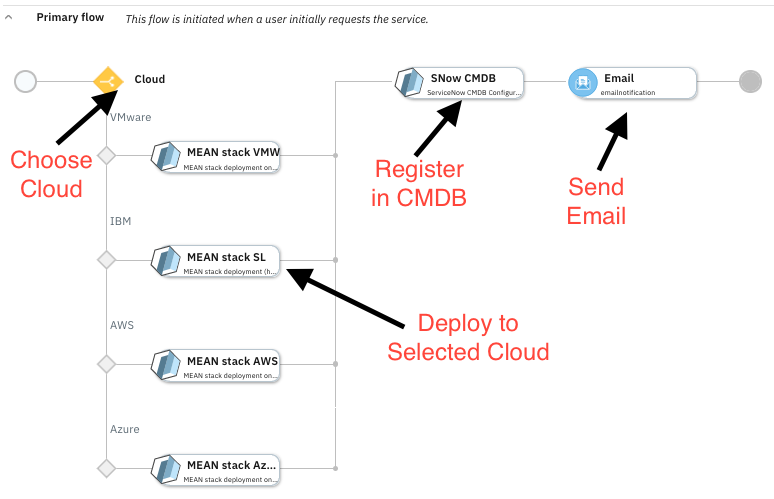 Primary flow
This flow is initiated when a user initially requests the service.
Cloud
SNow CMDB
ServiceNow CMDB Configur...
Email
emailnotification
VMware
Choose
Cloud
MEAN stack VMW
MEAN stack deployment on...
Register
in CMDB
Send
Email
IBM
MEAN stack SL
MEAN stack deployment (h...
Deploy to
Selected Cloud
AWS
MEAN stack AWS
MEAN stack deployment on...
Azure
MEAN stack Az...
MEAN stack deployment on...